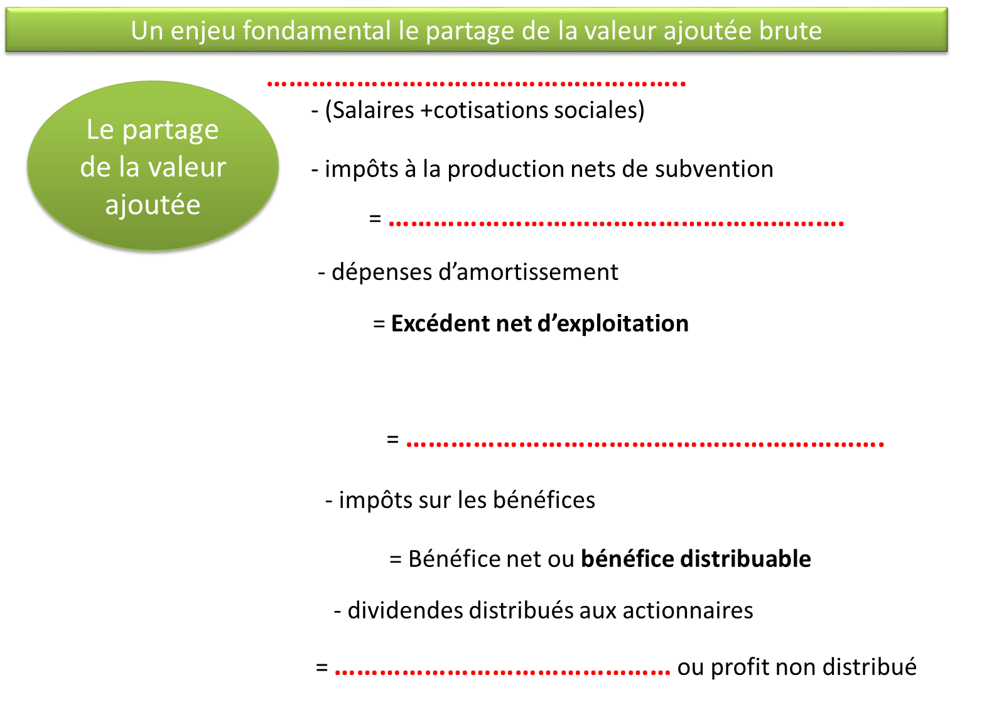 Un enjeu fondamental le partage de la valeur ajoutée brute
…………………………………………………..
- (Salaires +cotisations sociales)
Le partage
de la valeur
ajoutée
- impôts à la production nets de subvention
= …………………………………………………….
- dépenses d’amortissement
= Excédent net d’exploitation
= ……………………………………………………….
- impôts sur les bénéfices
= Bénéfice net ou bénéfice distribuable
- dividendes distribués aux actionnaires
= ……………………………………… ou profit non distribué